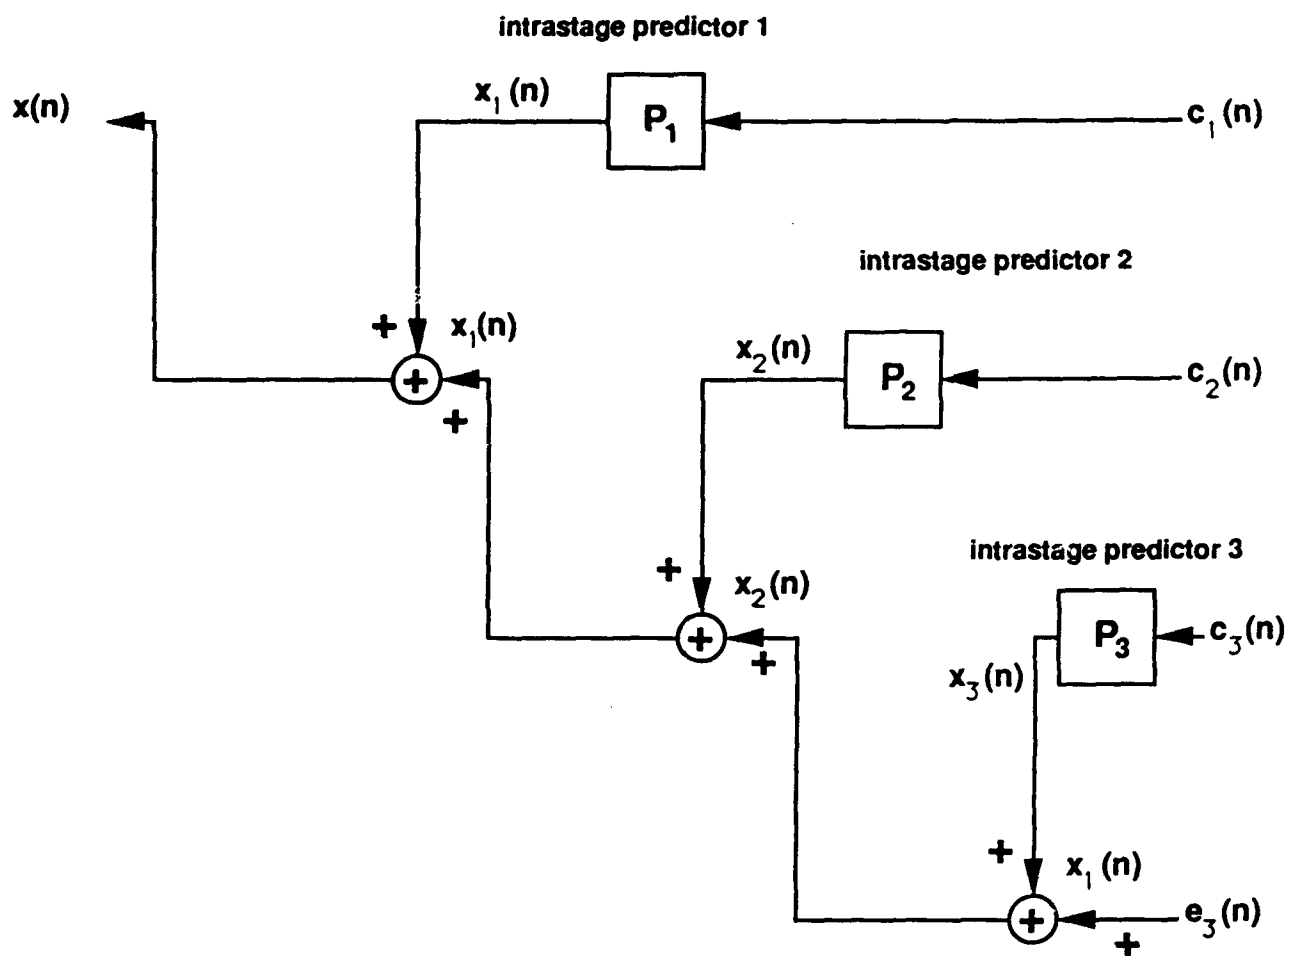 intrastage predictor 1
x(n)
x₁(n)
P₁
c₁(n)
intrastage predictor 2
+
x₁(n)
+
+
x₂(n)
P₂
c₂(n)
intrastage predictor 3
+
x₂(n)
+
+
P₃
c₃(n)
x₃(n)
+
x₁(n)
+
e₃(n)
+